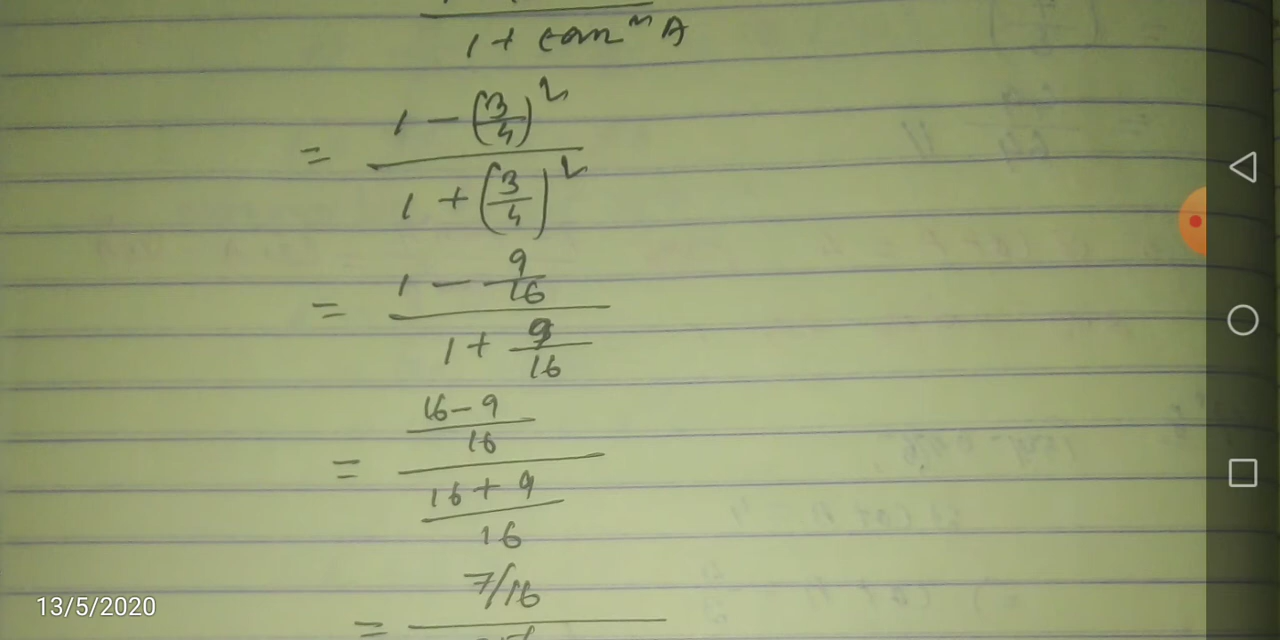 1 + tan²A
= 1 - (3/4)²
1 + (3/4)²
= 1 - 9/16
1 + 9/16
= 16-9
16
16 + 9
16
= 7/16
13/5/2020